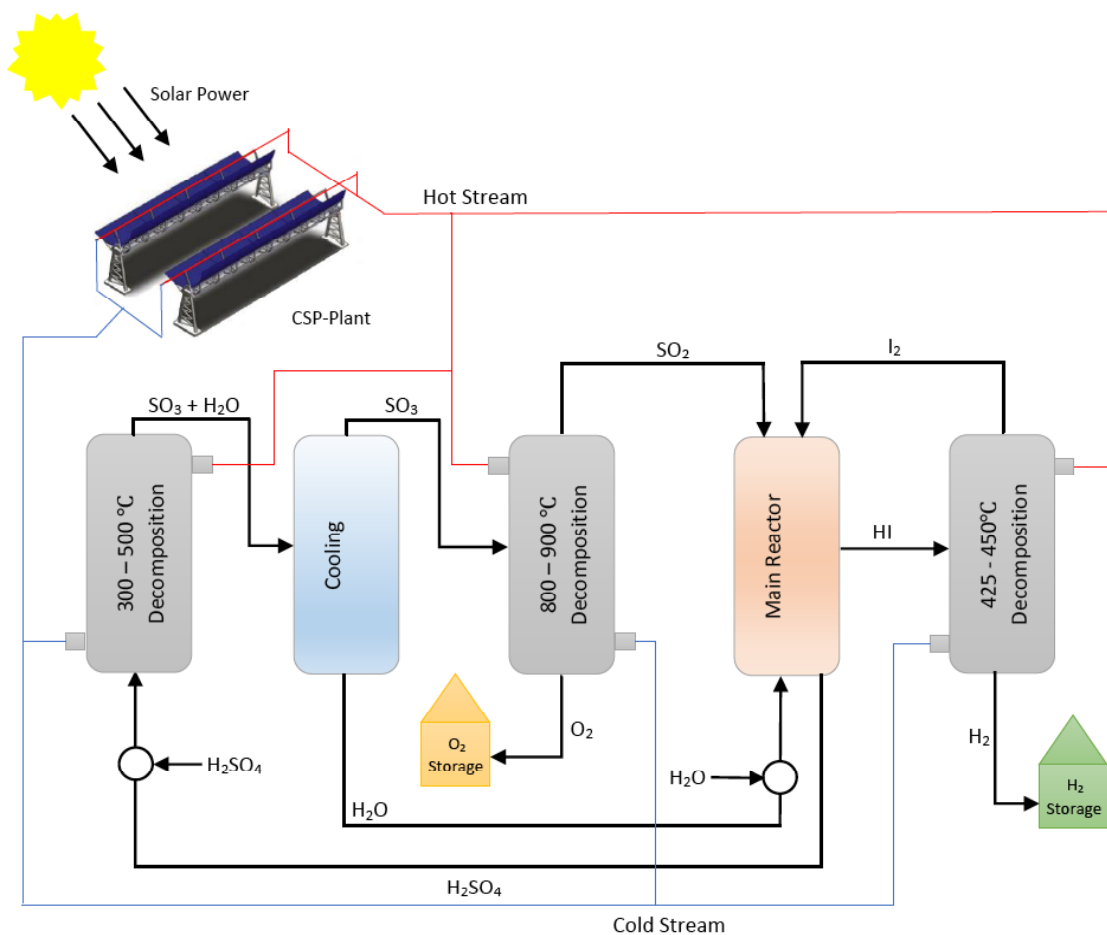 Solar Power
Hot Stream
CSP-Plant
SO₂
I₂
SO₃ + H₂O
SO₃
300 – 500 °C
Decomposition
Cooling
800 – 900 °C
Decomposition
Main Reactor
HI
425 - 450°C
Decomposition
O₂
Storage
O₂
H₂
H₂SO₄
H₂O
H₂
Storage
H₂O
H₂SO₄
Cold Stream